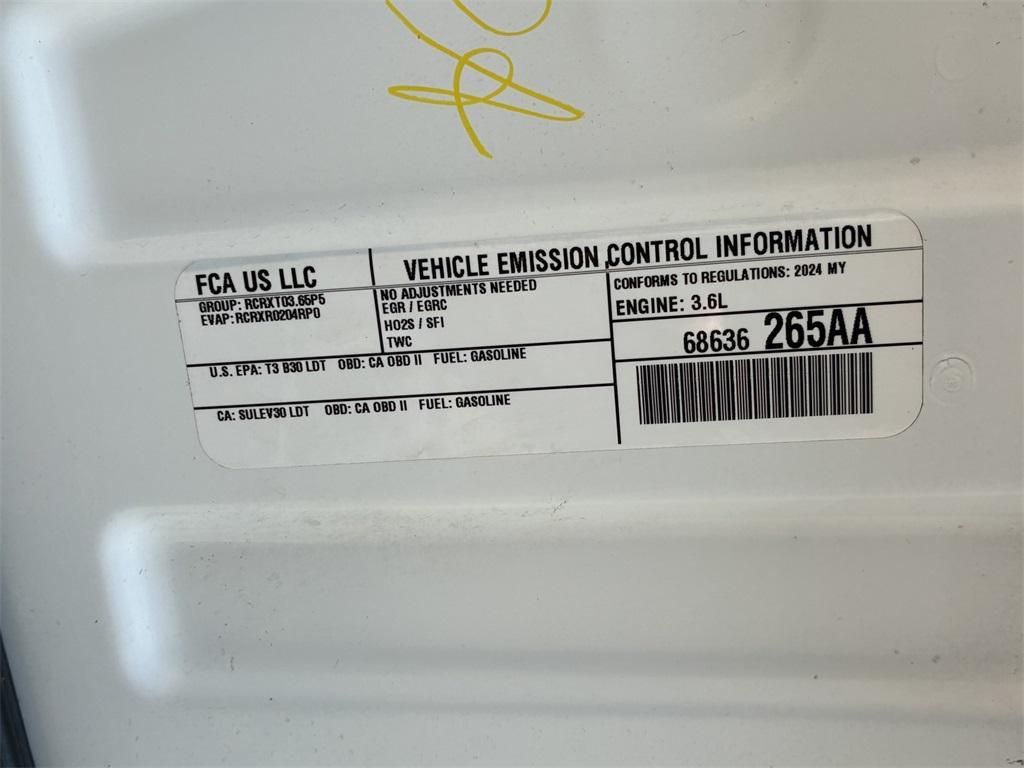 FCA US LLC
VEHICLE EMISSION CONTROL INFORMATION
GROUP: RCRXT03.65P5
EVAP: RCRXR0204RP0
NO ADJUSTMENTS NEEDED
EGR / EGRC
HO2S / SFI
TWC
CONFORMS TO REGULATIONS: 2024 MY
ENGINE: 3.6L
68636 265AA
U.S. EPA: T3 B30 LDT OBD: CA OBD II FUEL: GASOLINE
CA: SULEV30 LDT OBD: CA OBD II FUEL: GASOLINE